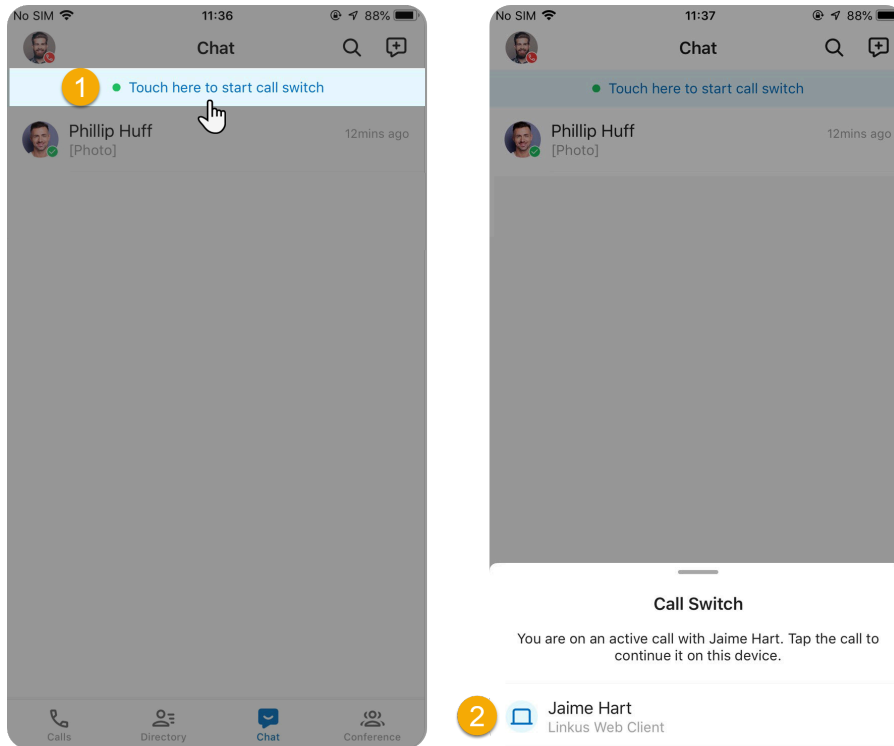 No SIM 11:36 88%
Chat
1 Touch here to start call switch
Phillip Huff 12mins ago
[Photo]
Calls Directory Chat Conference
No SIM 11:37 88%
Chat
Touch here to start call switch
Phillip Huff 12mins ago
[Photo]
Call Switch
You are on an active call with Jaime Hart. Tap the call to
continue it on this device.
2 Jaime Hart
Linkus Web Client